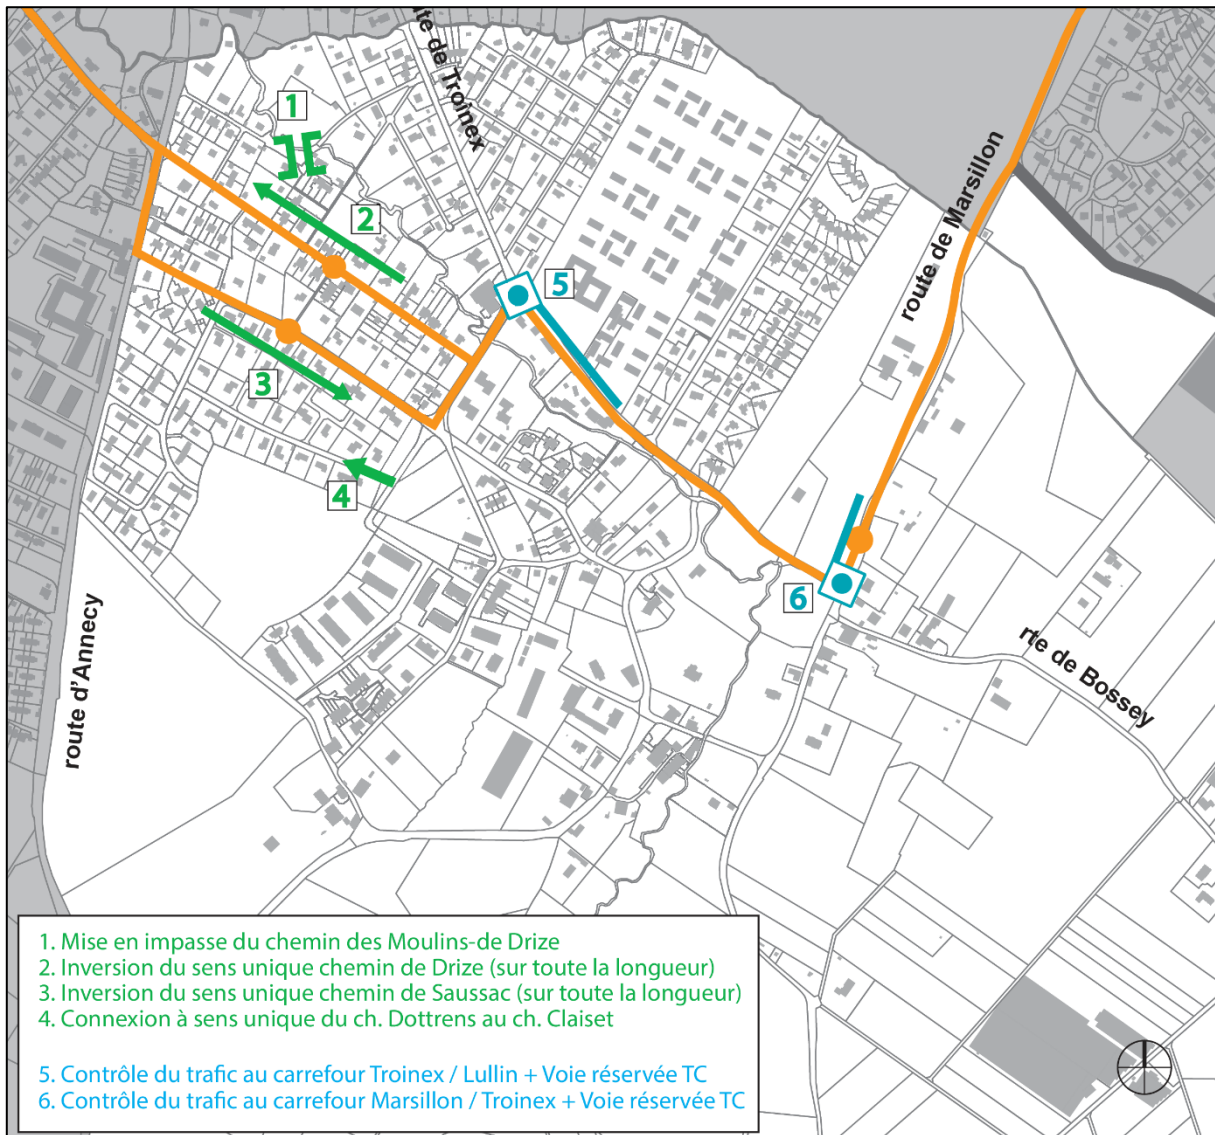 route de Troinex
1
2
5
route de Marsillon
3
4
6
route d'Annecy
rte de Bossey
1. Mise en impasse du chemin des Moulins-de Drize
2. Inversion du sens unique chemin de Drize (sur toute la longueur)
3. Inversion du sens unique chemin de Saussac (sur toute la longueur)
4. Connexion à sens unique du ch. Dottrens au ch. Claiset
5. Contrôle du trafic au carrefour Troinex / Lullin + Voie réservée TC
6. Contrôle du trafic au carrefour Marsillon / Troinex + Voie réservée TC